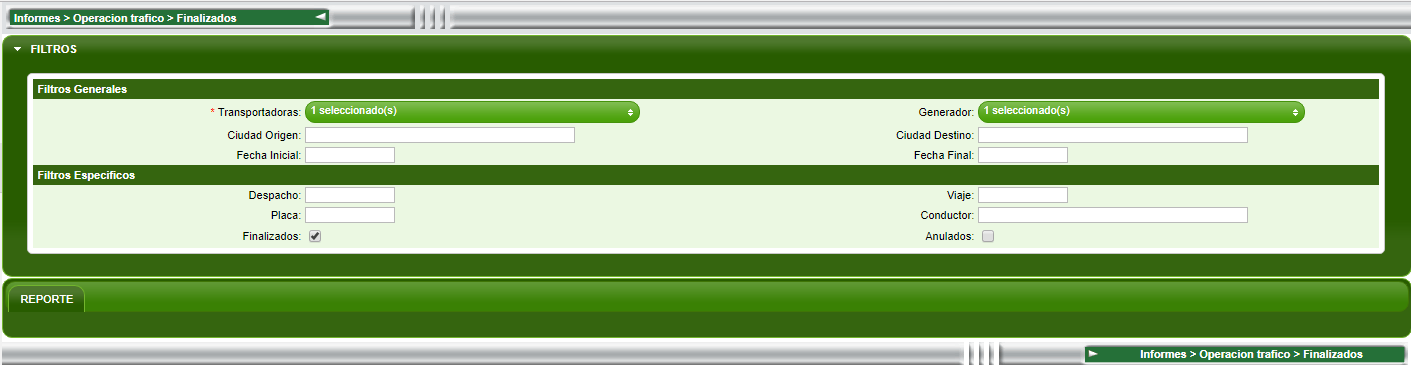 Informes > Operacion trafico > Finalizados
FILTROS
Filtros Generales
* Transportadoras: 1 seleccionado(s) Generador: 1 seleccionado(s)
Ciudad Origen: Ciudad Destino:
Fecha Inicial: Fecha Final:
Filtros Especificos
Despacho: Viaje:
Placa: Conductor:
Finalizados: Anulados:
REPORTE
Informes > Operacion trafico > Finalizados